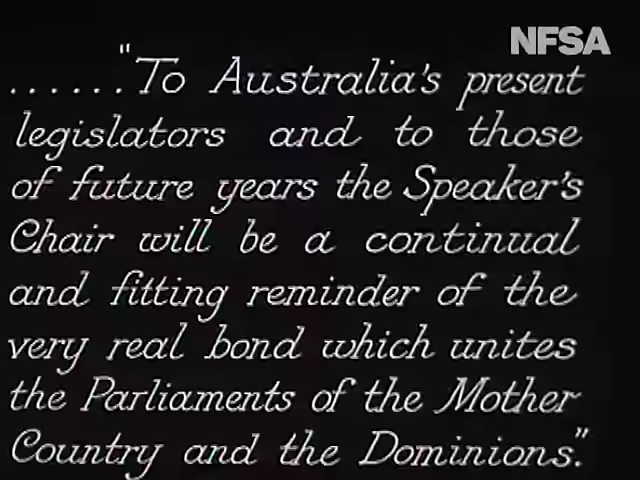 NFSA
......"To Australia's present
legislators and to those
of future years the Speaker's
Chair will be a continual
and fitting reminder of the
very real bond which unites
the Parliaments of the Mother
Country and the Dominions."